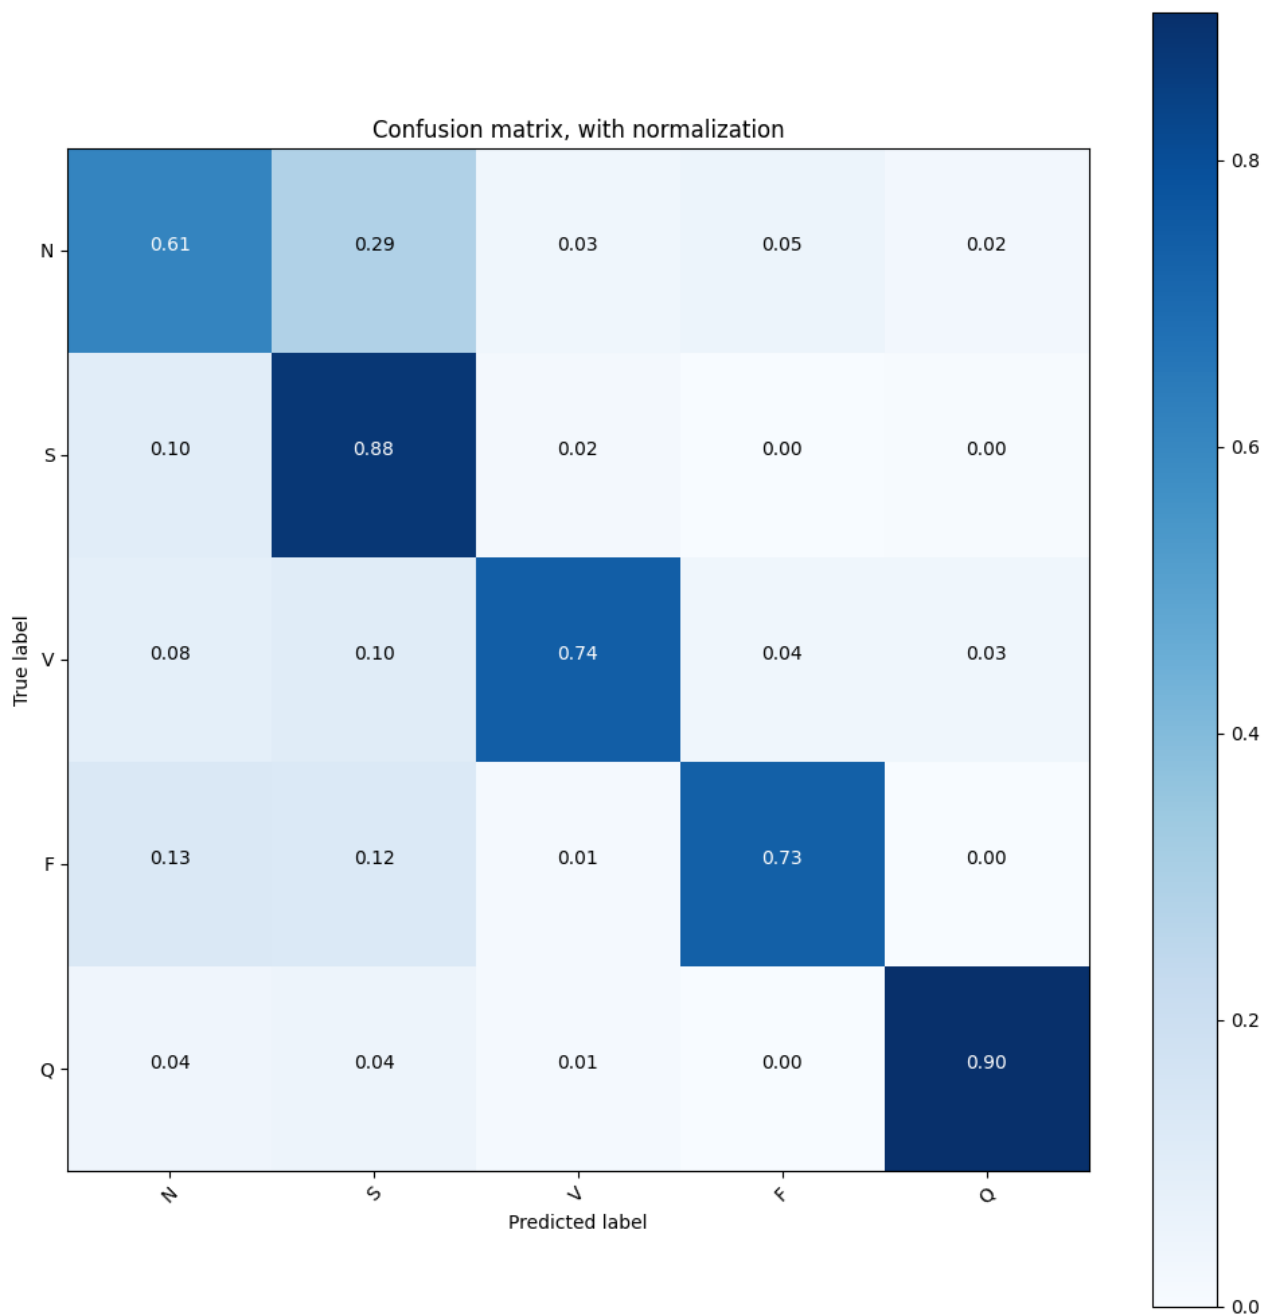 Confusion matrix, with normalization
0.8
N 0.61 0.29 0.03 0.05 0.02
0.6
S 0.10 0.88 0.02 0.00 0.00
0.4
True label
V 0.08 0.10 0.74 0.04 0.03
F 0.13 0.12 0.01 0.73 0.00
0.2
Q 0.04 0.04 0.01 0.00 0.90
N S V F Q
Predicted label
0.0